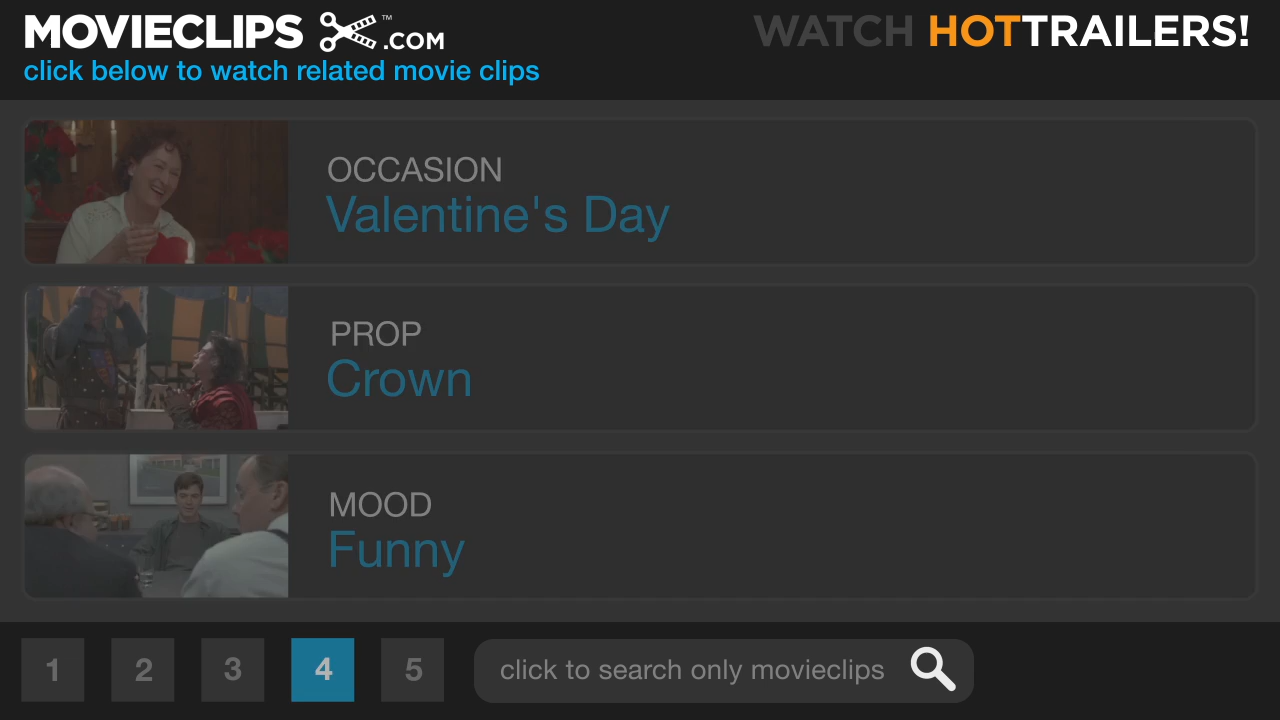 MOVIECLIPS ™ .COM
WATCH HOTTRAILERS!
click below to watch related movie clips
OCCASION
Valentine's Day
PROP
Crown
MOOD
Funny
1 2 3 4 5
click to search only movieclips